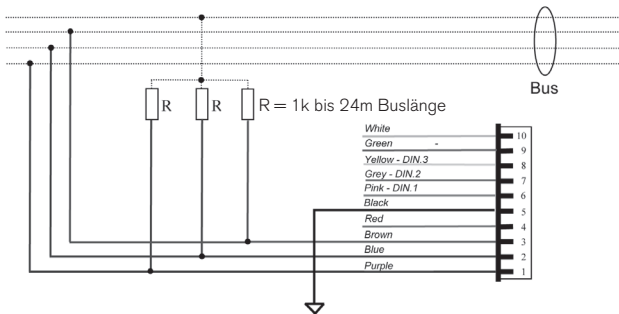 Bus
R
R
R = 1k bis 24m Buslänge
White
10
Green -
9
Yellow - DIN.3
8
Grey - DIN.2
7
Pink - DIN.1
6
Black
5
Red
4
Brown
3
Blue
2
Purple
1